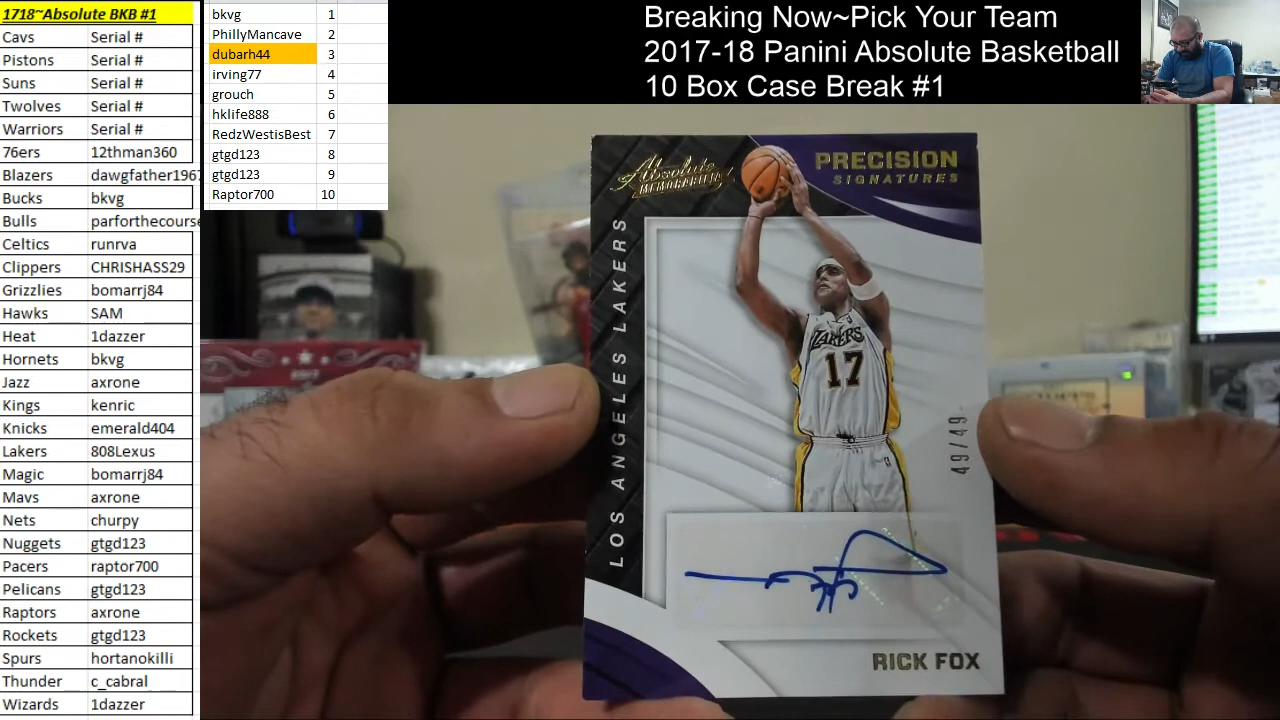 1718~Absolute BKB #1
Cavs Serial #
Pistons Serial #
Suns Serial #
Twolves Serial #
Warriors Serial #
76ers 12thman360
Blazers dawgfather1967
Bucks bkvg
Bulls parforthecourse
Celtics runrva
Clippers CHRISHASS29
Grizzlies bomarrj84
Hawks SAM
Heat 1dazzer
Hornets bkvg
Jazz axrone
Kings kenric
Knicks emerald404
Lakers 808Lexus
Magic bomarrj84
Mavs axrone
Nets churpy
Nuggets gtgd123
Pacers raptor700
Pelicans gtgd123
Raptors axrone
Rockets gtgd123
Spurs hortanokilli
Thunder c_cabral
Wizards 1dazzer
bkvg 1
PhillyMancave 2
dubarh44 3
irving77 4
grouch 5
hklife888 6
RedzWestisBest 7
gtgd123 8
gtgd123 9
Raptor700 10
Breaking Now~Pick Your Team
2017-18 Panini Absolute Basketball
10 Box Case Break #1
Absolute
MEMORABILIA
PRECISION
SIGNATURES
LOS ANGELES LAKERS
LAKERS
17
49/49
RICK FOX